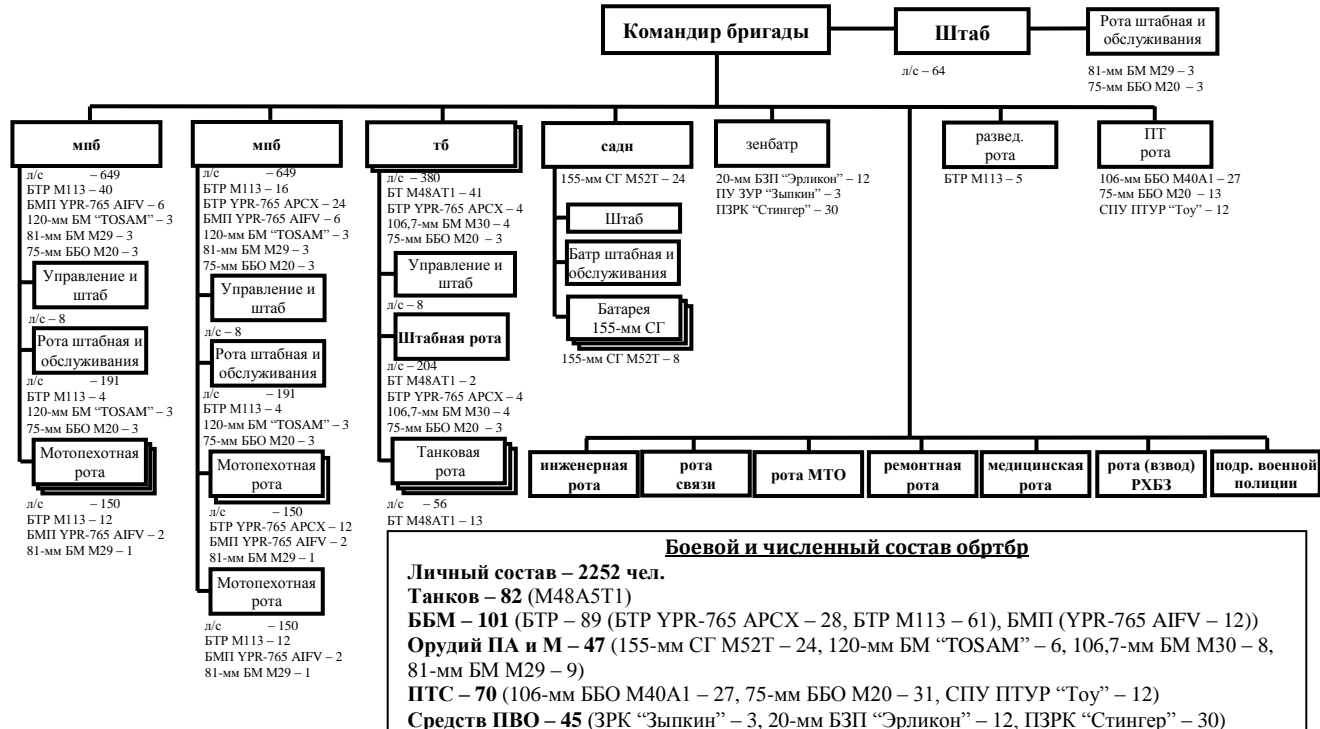 Командир бригады
Штаб
Рота штабная и
обслуживания
л/с – 64
81-мм БМ М29 – 3
75-мм ББО М20 – 3
мпб
л/с – 649
БТР М113 – 40
БМП YPR-765 AIFV – 6
120-мм БМ “TOSAM” – 3
81-мм БМ М29 – 3
75-мм ББО М20 – 3
Управление и
штаб
л/с – 8
Рота штабная и
обслуживания
л/с – 191
БТР М113 – 4
120-мм БМ “TOSAM” – 3
75-мм ББО М20 – 3
Мотопехотная
рота
л/с – 150
БТР М113 – 12
БМП YPR-765 AIFV – 2
81-мм БМ М29 – 1
мпб
л/с – 649
БТР М113 – 16
БТР YPR-765 APCX – 24
БМП YPR-765 AIFV – 6
120-мм БМ “TOSAM” – 3
81-мм БМ М29 – 3
75-мм ББО М20 – 3
Управление и
штаб
л/с – 8
Рота штабная и
обслуживания
л/с – 191
БТР М113 – 4
120-мм БМ “TOSAM” – 3
75-мм ББО М20 – 3
Мотопехотная
рота
л/с – 150
БТР YPR-765 APCX – 12
БМП YPR-765 AIFV – 2
81-мм БМ М29 – 1
Мотопехотная
рота
л/с – 150
БТР М113 – 12
БМП YPR-765 AIFV – 2
81-мм БМ М29 – 1
тб
л/с – 380
БТ М48АТ1 – 41
БТР YPR-765 APCX – 4
106,7-мм БМ М30 – 4
75-мм ББО М20 – 3
Управление и
штаб
л/с – 8
Штабная рота
л/с – 204
БТ М48АТ1 – 2
БТР YPR-765 APCX – 4
106,7-мм БМ М30 – 4
75-мм ББО М20 – 3
Танковая
рота
л/с – 56
БТ М48АТ1 – 13
садн
155-мм СГ М52Т – 24
Штаб
Батр штабная и
обслуживания
Батарея
155-мм СГ
155-мм СГ М52Т – 8
зенбатр
20-мм БЗП “Эрликон” – 12
ПУ ЗУР “Зыпкин” – 3
ПЗРК “Стингер” – 30
развед.
рота
БТР М113 – 5
ПТ
рота
106-мм ББО М40А1 – 27
75-мм ББО М20 – 13
СПУ ПТУР “Тоу” – 12
инженерная
рота
рота
связи
рота МТО
ремонтная
рота
медицинская
рота
рота (взвод)
РХБЗ
подр. военной
полиции
Боевой и численный состав обртбр
Личный состав – 2252 чел.
Танков – 82 (М48А5Т1)
ББМ – 101 (БТР – 89 (БТР YPR-765 APCX – 28, БТР М113 – 61), БМП (YPR-765 AIFV – 12))
Орудий ПА и М – 47 (155-мм СГ М52Т – 24, 120-мм БМ “TOSAM” – 6, 106,7-мм БМ М30 – 8,
81-мм БМ М29 – 9)
ПТС – 70 (106-мм ББО М40А1 – 27, 75-мм ББО М20 – 31, СПУ ПТУР “Тоу” – 12)
Средств ПВО – 45 (ЗРК “Зыпкин” – 3, 20-мм БЗП “Эрликон” – 12, ПЗРК “Стингер” – 30)